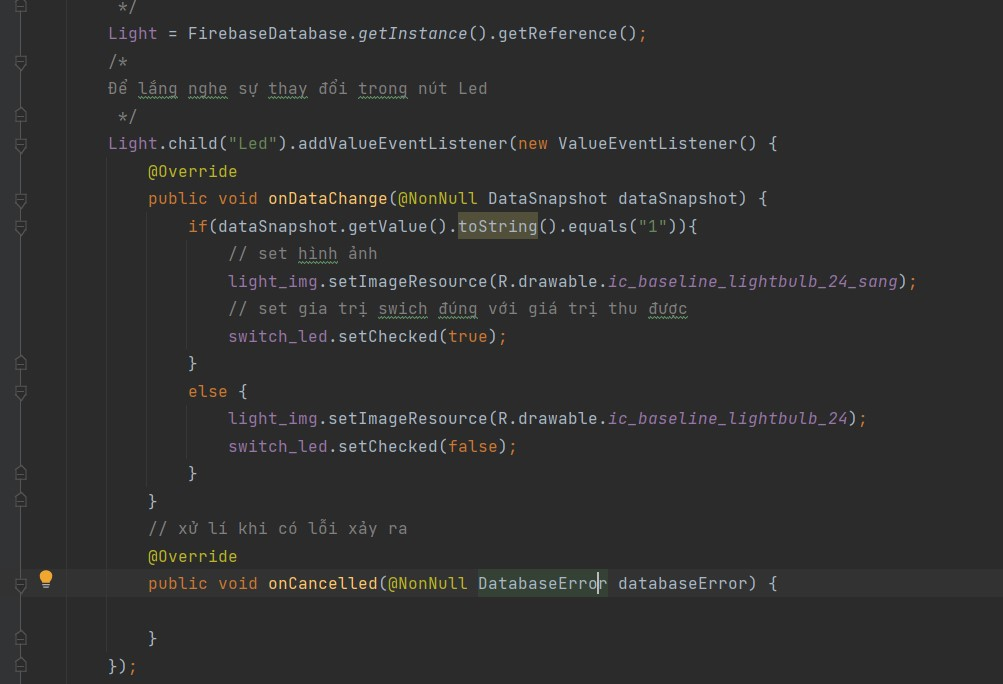 */
Light = FirebaseDatabase.getInstance().getReference();
/*
Để lắng nghe sự thay đổi trong nút Led
*/
Light.child("Led").addValueEventListener(new ValueEventListener() {
@Override
public void onDataChange(@NonNull DataSnapshot dataSnapshot) {
if(dataSnapshot.getValue().toString().equals("1")){
// set hình ảnh
light_img.setImageResource(R.drawable.ic_baseline_lightbulb_24_sang);
// set gia trị swich đúng với giá trị thu được
switch_led.setChecked(true);
}
else {
light_img.setImageResource(R.drawable.ic_baseline_lightbulb_24);
switch_led.setChecked(false);
}
}
// xử lí khi có lỗi xảy ra
@Override
public void onCancelled(@NonNull DatabaseError databaseError) {
}
});